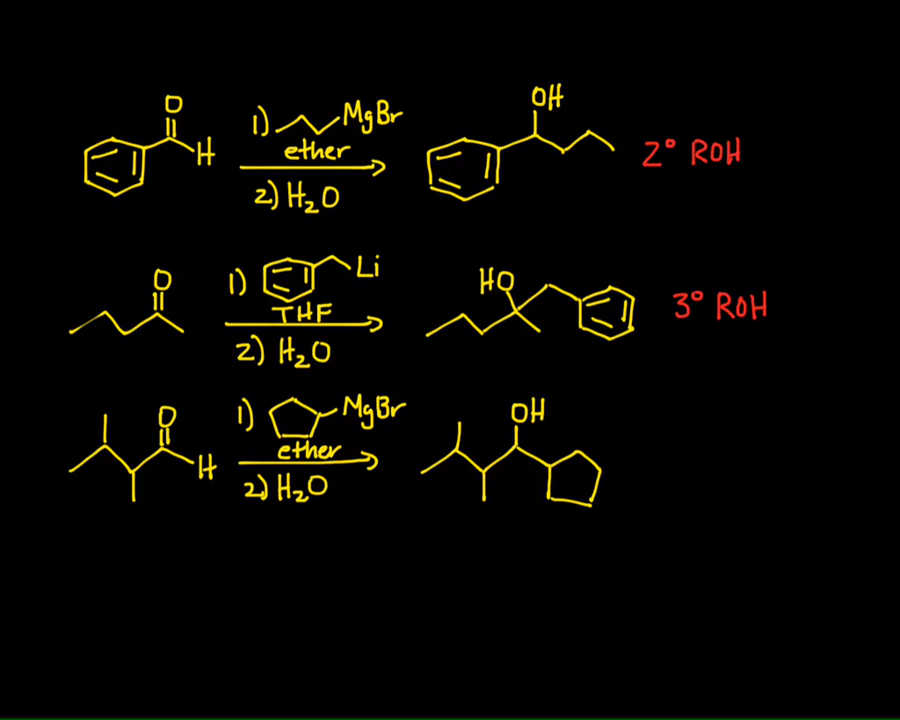 O
H
1) MgBr
ether
2) H₂O
OH
2° ROH
O
1) Li
THF
2) H₂O
HO
3° ROH
O
H
1) MgBr
ether
2) H₂O
OH